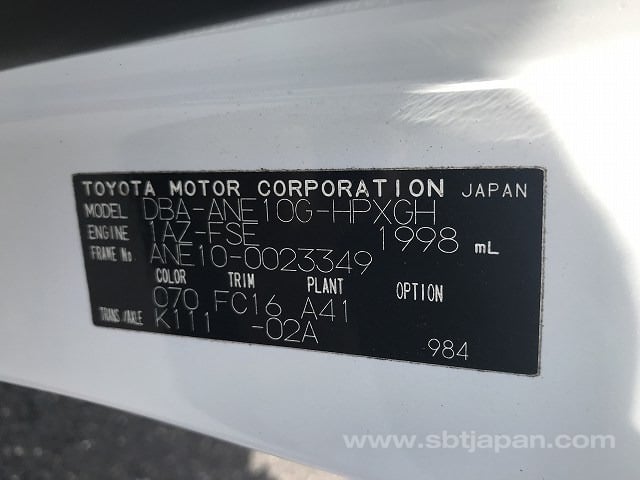 TOYOTA MOTOR CORPORATION JAPAN
MODEL DBA-ANE10G-HPXGH
ENGINE 1AZ-FSE 1998 mL
FRAME No. ANE10-0023349
COLOR TRIM PLANT OPTION
070 FC16 A41
TRANS/AXLE K111 -02A
984
www.sbtjapan.com